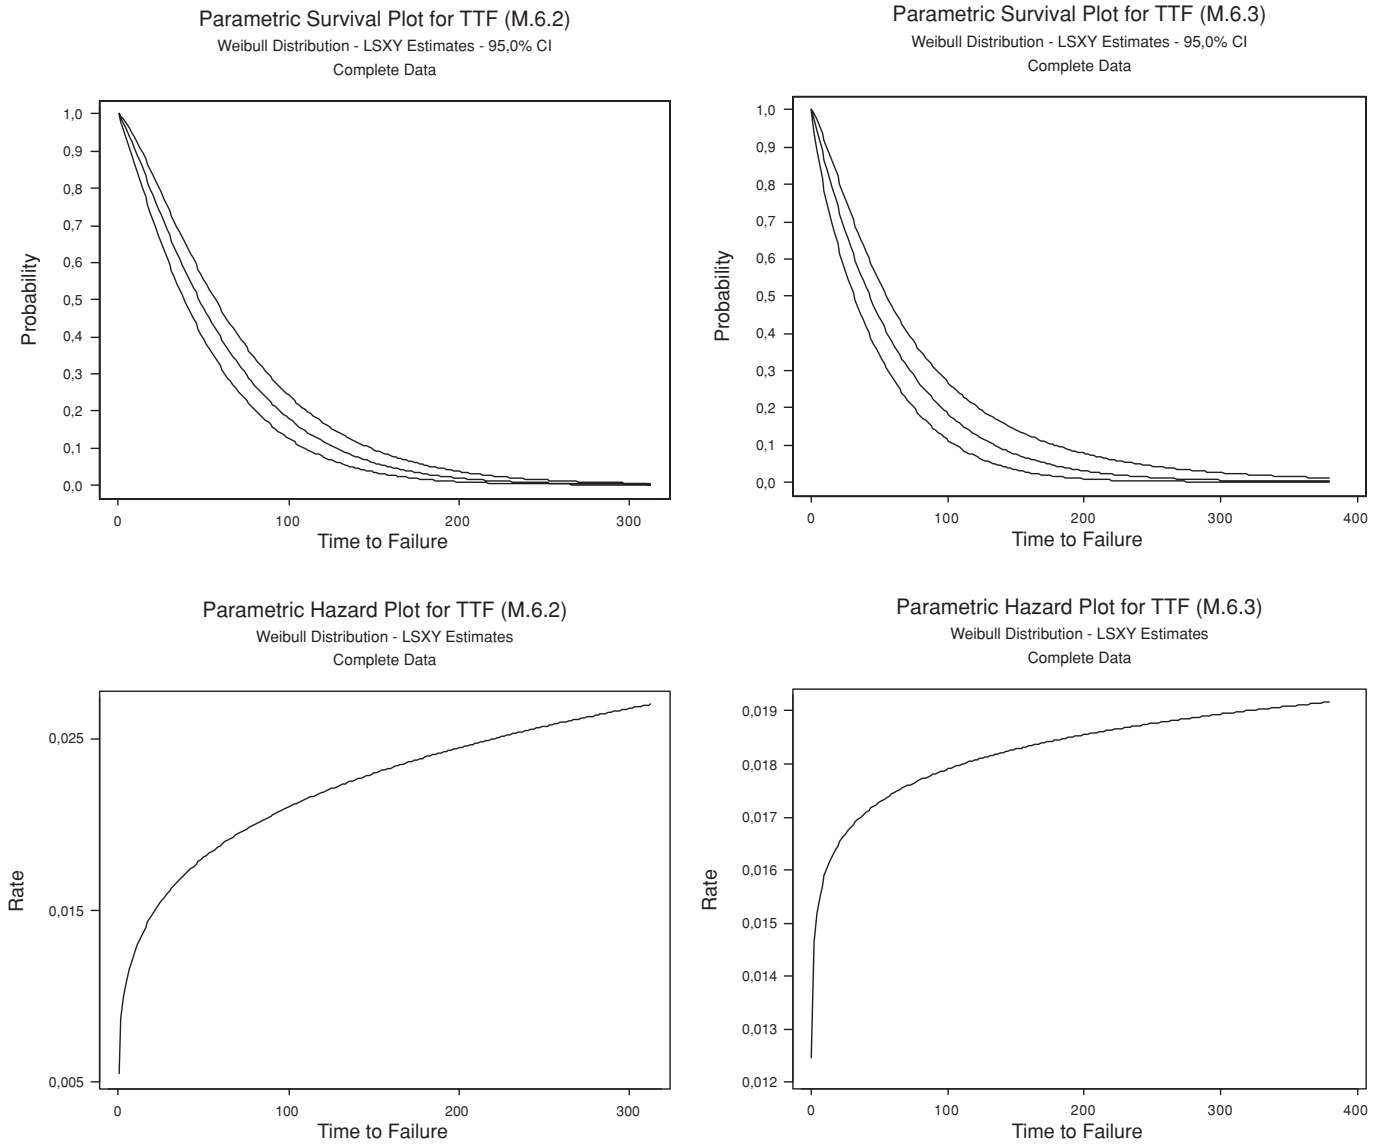 Parametric Survival Plot for TTF (M.6.2)
Weibull Distribution - LSXY Estimates - 95,0% CI
Complete Data
1,0
0,9
0,8
0,7
0,6
0,5
0,4
0,3
0,2
0,1
0,0
Probability
0 100 200 300
Time to Failure
Parametric Survival Plot for TTF (M.6.3)
Weibull Distribution - LSXY Estimates - 95,0% CI
Complete Data
1,0
0,9
0,8
0,7
0,6
0,5
0,4
0,3
0,2
0,1
0,0
Probability
0 100 200 300 400
Time to Failure
Parametric Hazard Plot for TTF (M.6.2)
Weibull Distribution - LSXY Estimates
Complete Data
0,025
0,015
0,005
Rate
0 100 200 300
Time to Failure
Parametric Hazard Plot for TTF (M.6.3)
Weibull Distribution - LSXY Estimates
Complete Data
0,019
0,018
0,017
0,016
0,015
0,014
0,013
0,012
Rate
0 100 200 300 400
Time to Failure